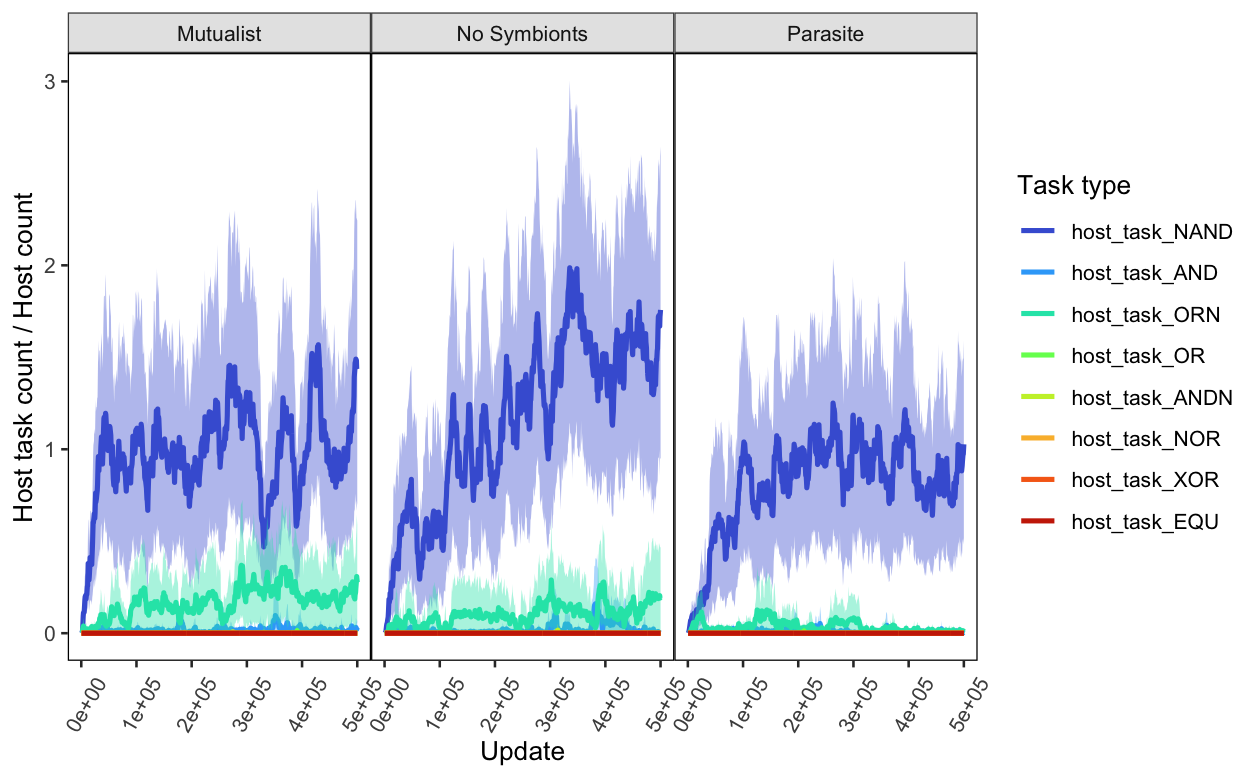 Mutualist No Symbionts Parasite
Host task count / Host count
3
2
1
0
0e+00 1e+05 2e+05 3e+05 4e+05 5e+05 0e+00 1e+05 2e+05 3e+05 4e+05 5e+05 0e+00 1e+05 2e+05 3e+05 4e+05 5e+05
Update
Task type
host_task_NAND
host_task_AND
host_task_ORN
host_task_OR
host_task_ANDN
host_task_NOR
host_task_XOR
host_task_EQU